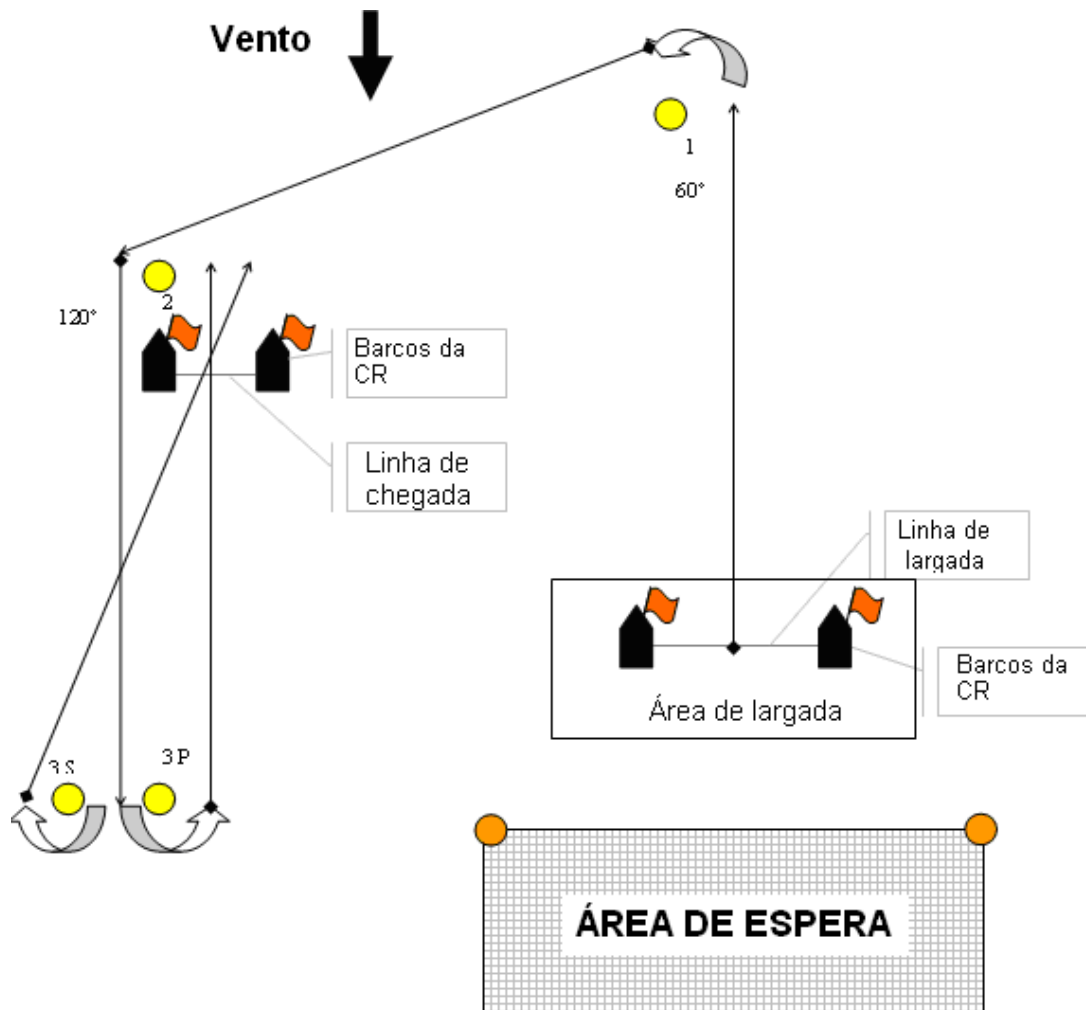 Vento
1
60°
2
120°
Barcos da
CR
Linha de
chegada
Linha de
largada
Barcos da
CR
Área de largada
3 P
3 S
ÁREA DE ESPERA